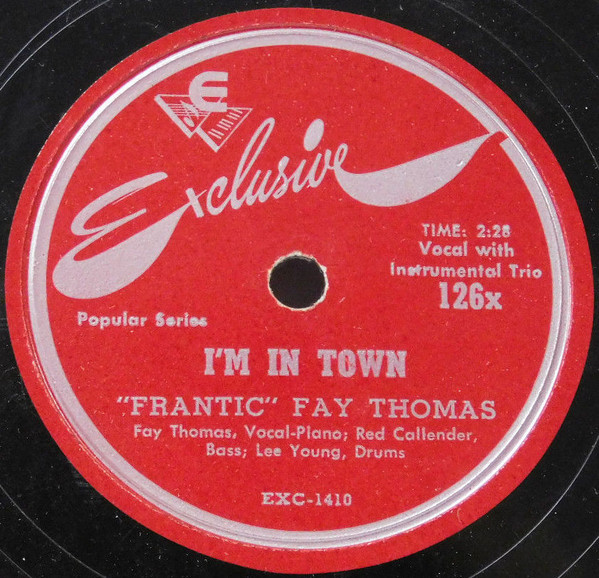 E
Exclusive
TIME: 2:28
Vocal with
Instrumental Trio
126x
Popular Series
I'M IN TOWN
"FRANTIC" FAY THOMAS
Fay Thomas, Vocal-Piano; Red Callender,
Bass; Lee Young, Drums
EXC-1410